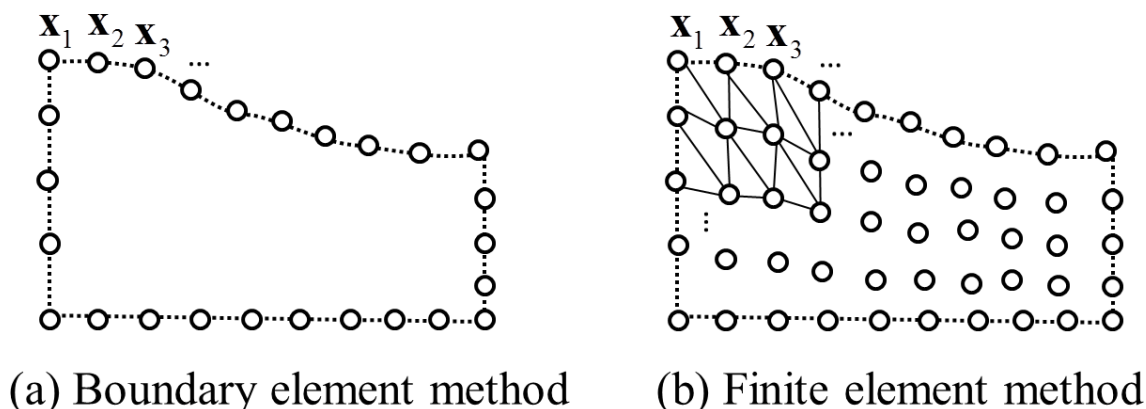 x1 x2 x3 ...
(a) Boundary element method
x1 x2 x3 ...
...
⋮
(b) Finite element method